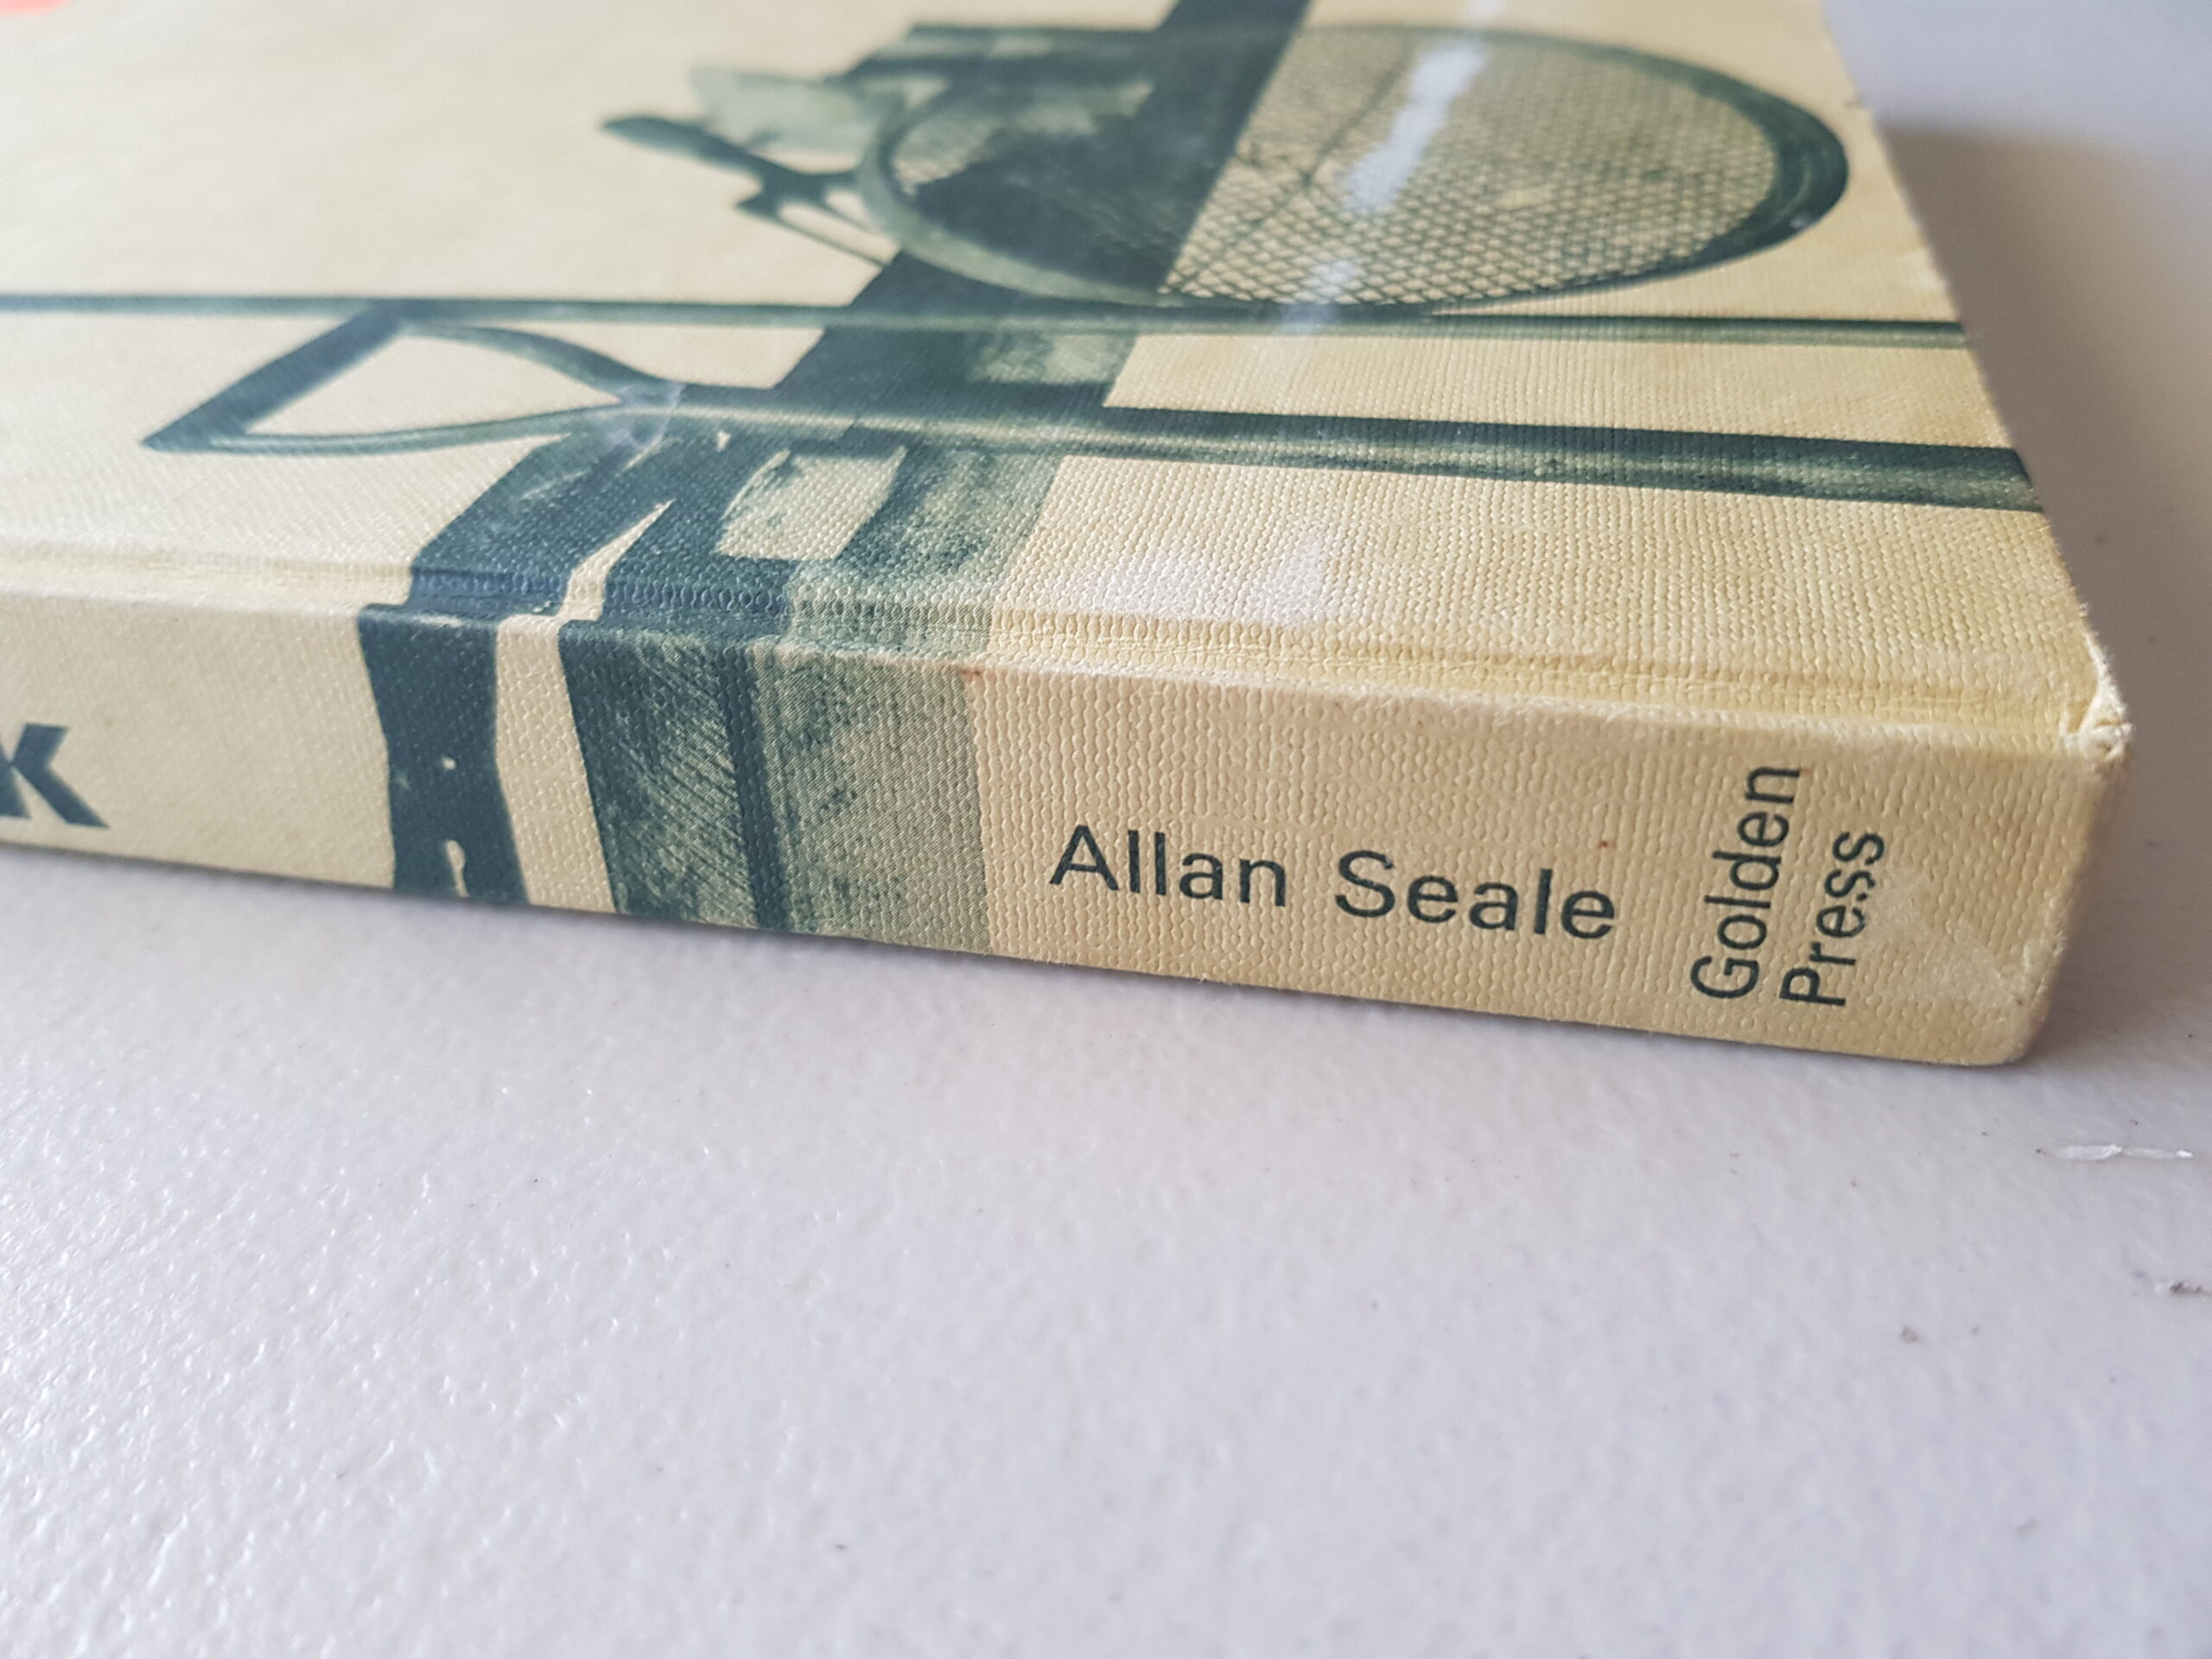 k
Allan Seale
Golden
Press